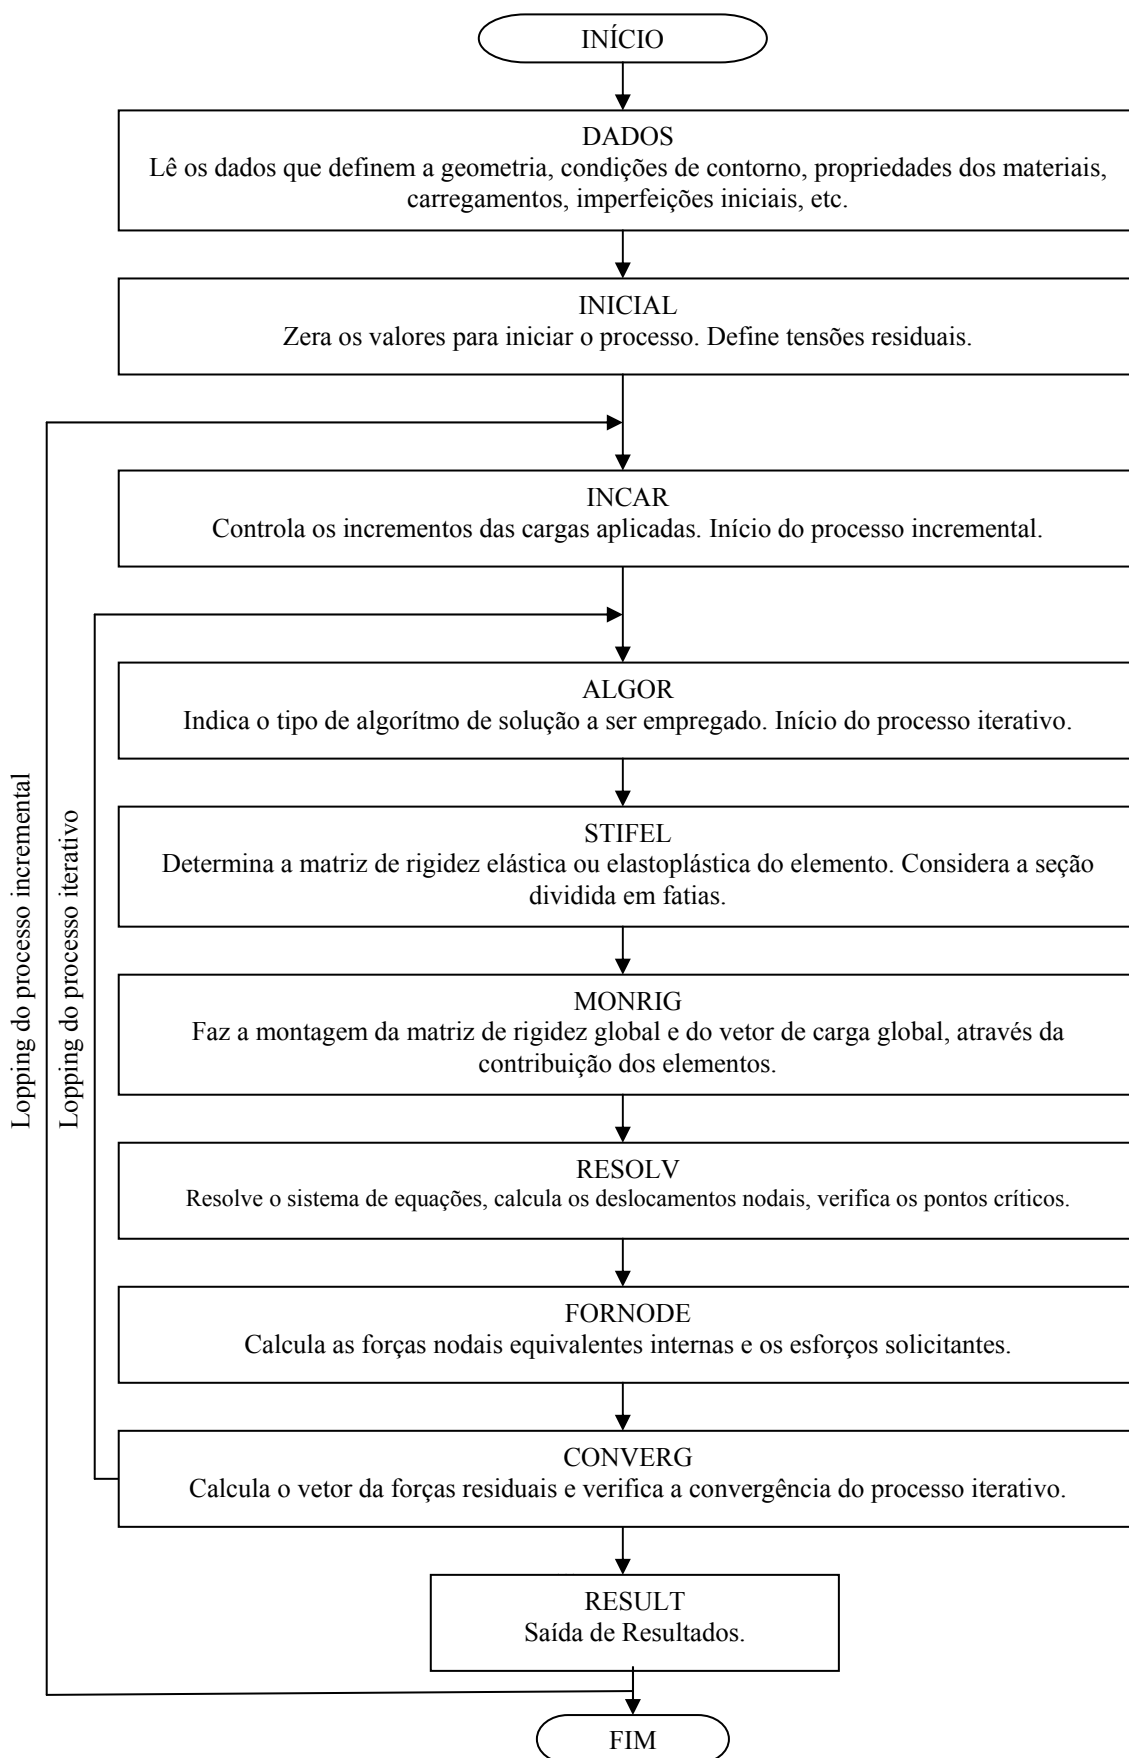 INÍCIO
DADOS
Lê os dados que definem a geometria, condições de contorno, propriedades dos materiais,
carregamentos, imperfeições iniciais, etc.
INICIAL
Zera os valores para iniciar o processo. Define tensões residuais.
INCAR
Controla os incrementos das cargas aplicadas. Início do processo incremental.
ALGOR
Indica o tipo de algorítmo de solução a ser empregado. Início do processo iterativo.
STIFEL
Determina a matriz de rigidez elástica ou elastoplástica do elemento. Considera a seção
dividida em fatias.
MONRIG
Faz a montagem da matriz de rigidez global e do vetor de carga global, através da
contribuição dos elementos.
RESOLV
Resolve o sistema de equações, calcula os deslocamentos nodais, verifica os pontos críticos.
FORNODE
Calcula as forças nodais equivalentes internas e os esforços solicitantes.
CONVERG
Calcula o vetor da forças residuais e verifica a convergência do processo iterativo.
RESULT
Saída de Resultados.
FIM
Lopping do processo incremental
Lopping do processo iterativo